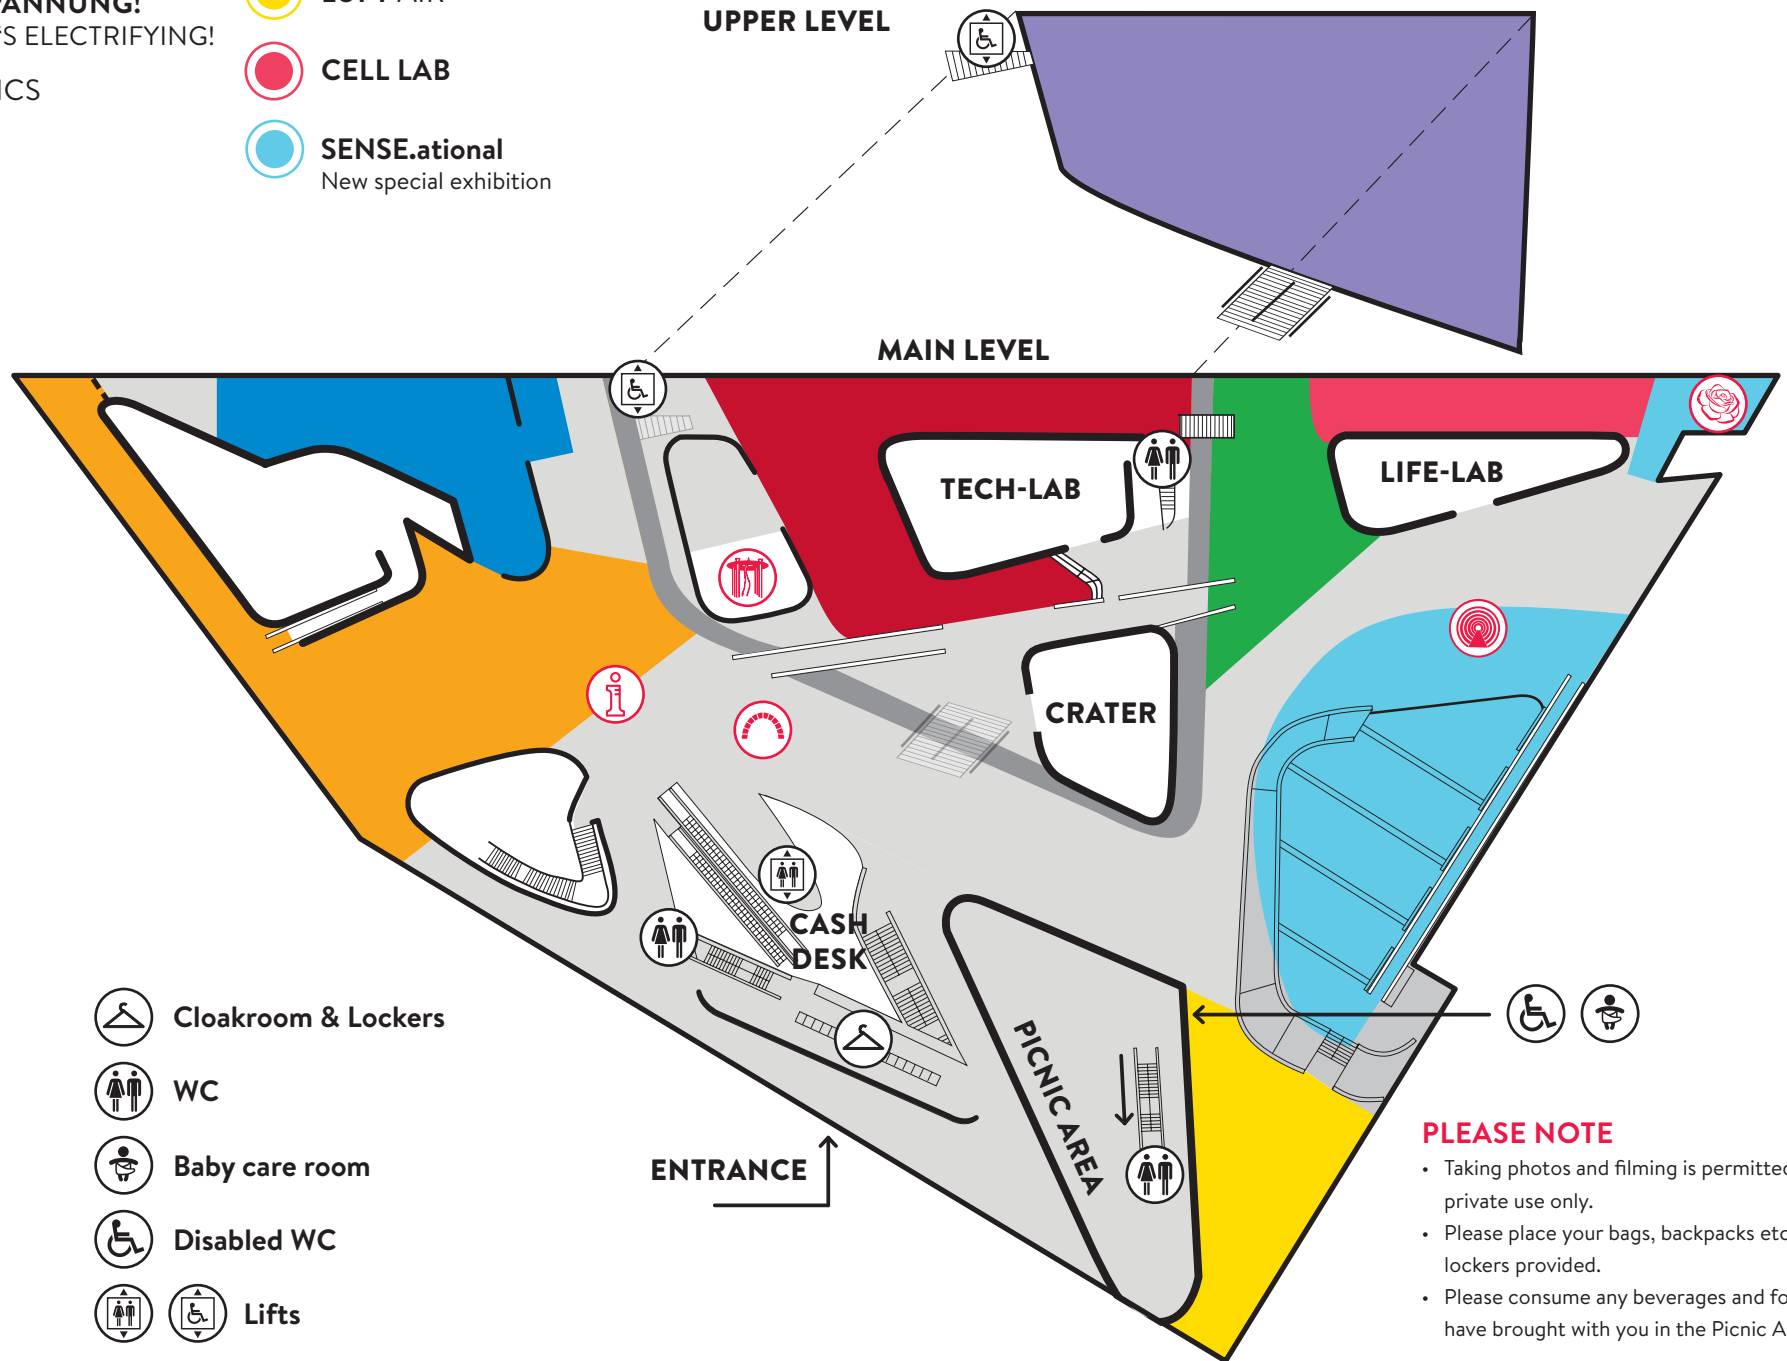 ELECTRIFYING!
AIR
CELL LAB
SENSE.ational
New special exhibition
UPPER LEVEL
MAIN LEVEL
TECH-LAB
LIFE-LAB
CRATER
CASH
DESK
PICNIC AREA
ENTRANCE
Cloakroom & Lockers
WC
Baby care room
Disabled WC
Lifts
PLEASE NOTE
• Taking photos and filming is permitted
private use only.
• Please place your bags, backpacks etc
lockers provided.
• Please consume any beverages and
have brought with you in the Picnic